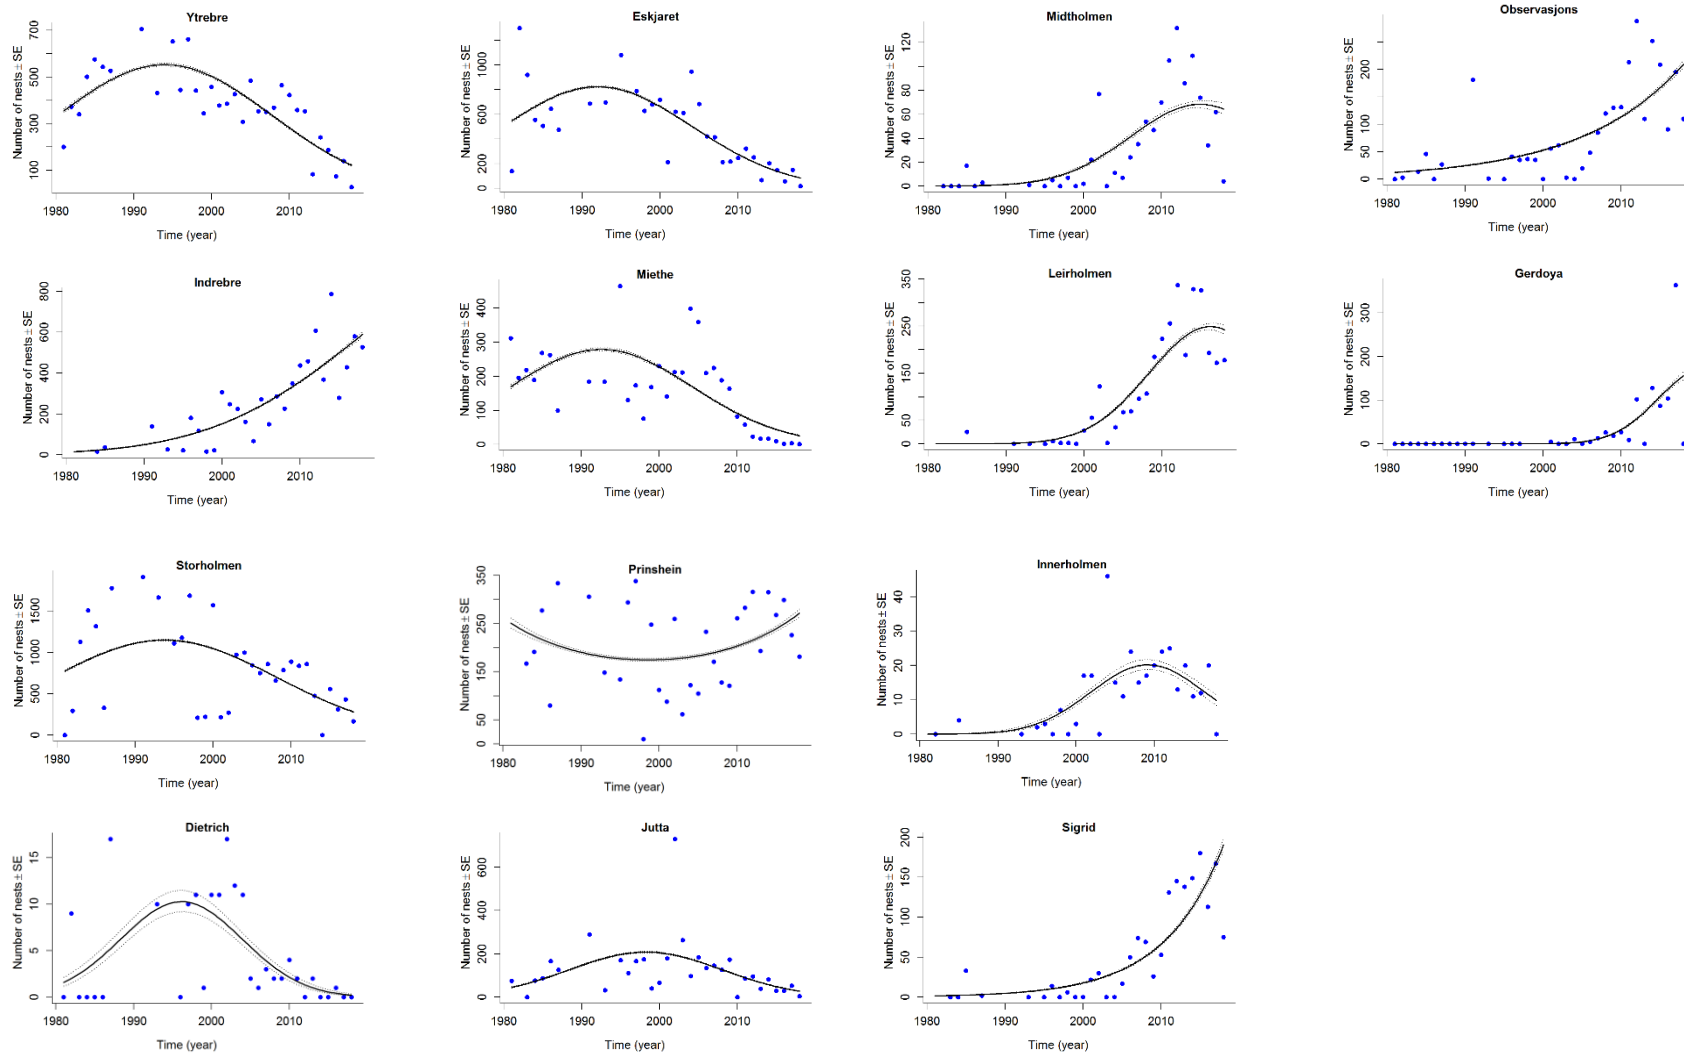 Ytrebre
Number of nests ± SE
100 300 500 700
1980 1990 2000 2010
Time (year)
Eskjaret
Number of nests ± SE
0 200 600 1000
1980 1990 2000 2010
Time (year)
Midtholmen
Number of nests ± SE
0 20 40 60 80 120
1980 1990 2000 2010
Time (year)
Observasjons
Number of nests ± SE
0 50 100 200
1980 1990 2000 2010
Time (year)
Indrebre
Number of nests ± SE
0 200 400 600 800
1980 1990 2000 2010
Time (year)
Miethe
Number of nests ± SE
0 100 200 300 400
1980 1990 2000 2010
Time (year)
Leirholmen
Number of nests ± SE
0 50 150 250 350
1980 1990 2000 2010
Time (year)
Gerdoya
Number of nests ± SE
0 100 200 300
1980 1990 2000 2010
Time (year)
Storholmen
Number of nests ± SE
0 500 1000 1500
1980 1990 2000 2010
Time (year)
Prinshein
Number of nests ± SE
0 50 150 250 350
1980 1990 2000 2010
Time (year)
Innerholmen
Number of nests ± SE
0 10 20 30 40
1980 1990 2000 2010
Time (year)
Dietrich
Number of nests ± SE
0 5 10 15
1980 1990 2000 2010
Time (year)
Jutta
Number of nests ± SE
0 200 400 600
1980 1990 2000 2010
Time (year)
Sigrid
Number of nests ± SE
0 50 100 150 200
1980 1990 2000 2010
Time (year)